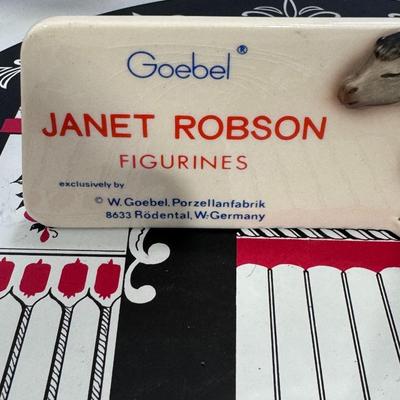 Goebel ®
JANET ROBSON
FIGURINES
exclusively by
© W. Goebel. Porzellanfabrik
8633 Rödental, W.-Germany